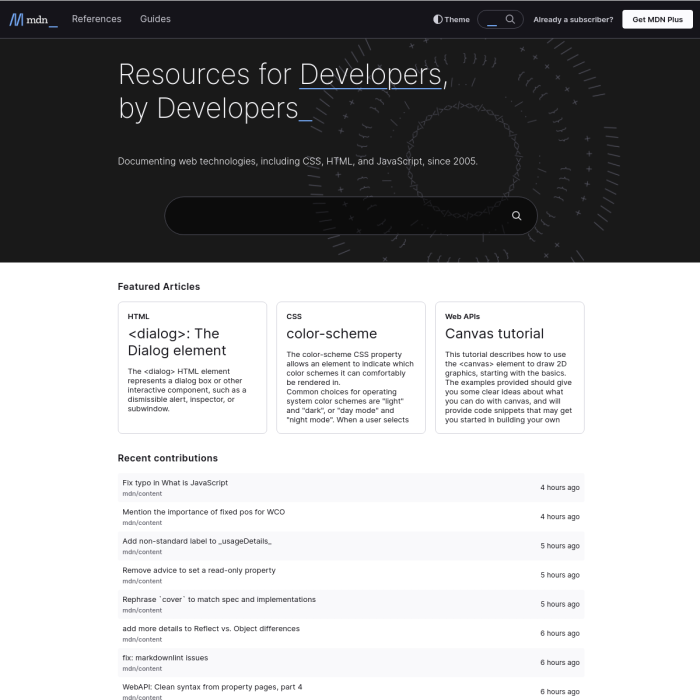 mdn_
References
Guides
Theme
Already a subscriber?
Get MDN Plus
Resources for Developers,
by Developers_
Documenting web technologies, including CSS, HTML, and JavaScript, since 2005.
Featured Articles
HTML
<dialog>: The
Dialog element
The <dialog> HTML element
represents a dialog box or other
interactive component, such as a
dismissible alert, inspector, or
subwindow.
CSS
color-scheme
The color-scheme CSS property
allows an element to indicate which
color schemes it can comfortably
be rendered in.
Common choices for operating
system color schemes are "light"
and "dark", or "day mode" and
"night mode". When a user selects
Web APIs
Canvas tutorial
This tutorial describes how to use
the <canvas> element to draw 2D
graphics, starting with the basics.
The examples provided should give
you some clear ideas about what
you can do with canvas, and will
provide code snippets that may get
you started in building your own
Recent contributions
Fix typo in What is JavaScript
mdn/content
4 hours ago
Mention the importance of fixed pos for WCO
mdn/content
4 hours ago
Add non-standard label to _usageDetails_
mdn/content
5 hours ago
Remove advice to set a read-only property
mdn/content
5 hours ago
Rephrase `cover` to match spec and implementations
mdn/content
5 hours ago
add more details to Reflect vs. Object differences
mdn/content
6 hours ago
fix: markdownlint issues
mdn/content
6 hours ago
WebAPI: Clean syntax from property pages, part 4
mdn/content
6 hours ago